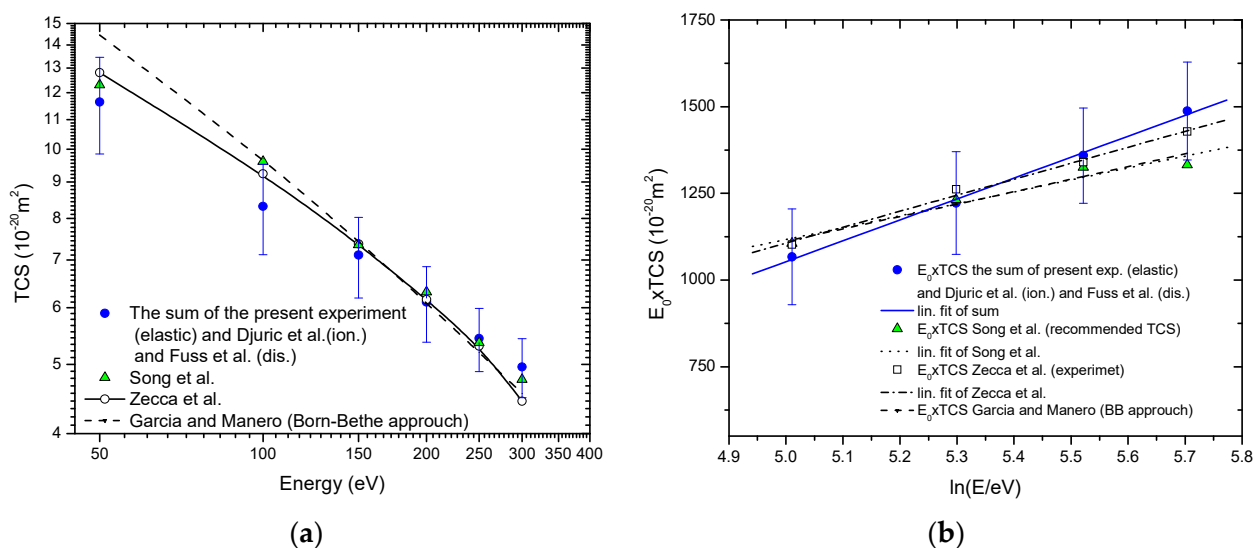 15
14
13
12
11
10
9
8
7
6
5
4
TCS (10⁻²⁰m²)
The sum of the present experiment
(elastic) and Djuric et al.(ion.)
and Fuss et al. (dis.)
Song et al.
Zecca et al.
Garcia and Manero (Born-Bethe approuch)
50 100 150 200 250 300 400
Energy (eV)
(a)
1750
1500
1250
1000
750
E₀xTCS (10⁻²⁰m²)
E₀xTCS the sum of present exp. (elastic)
and Djuric et al. (ion.) and Fuss et al. (dis.)
lin. fit of sum
E₀xTCS Song et al. (recommended TCS)
lin. fit of Song et al.
E₀xTCS Zecca et al. (experimet)
lin. fit of Zecca et al.
E₀xTCS Garcia and Manero (BB approuch)
4.9 5.0 5.1 5.2 5.3 5.4 5.5 5.6 5.7 5.8
ln(E/eV)
(b)